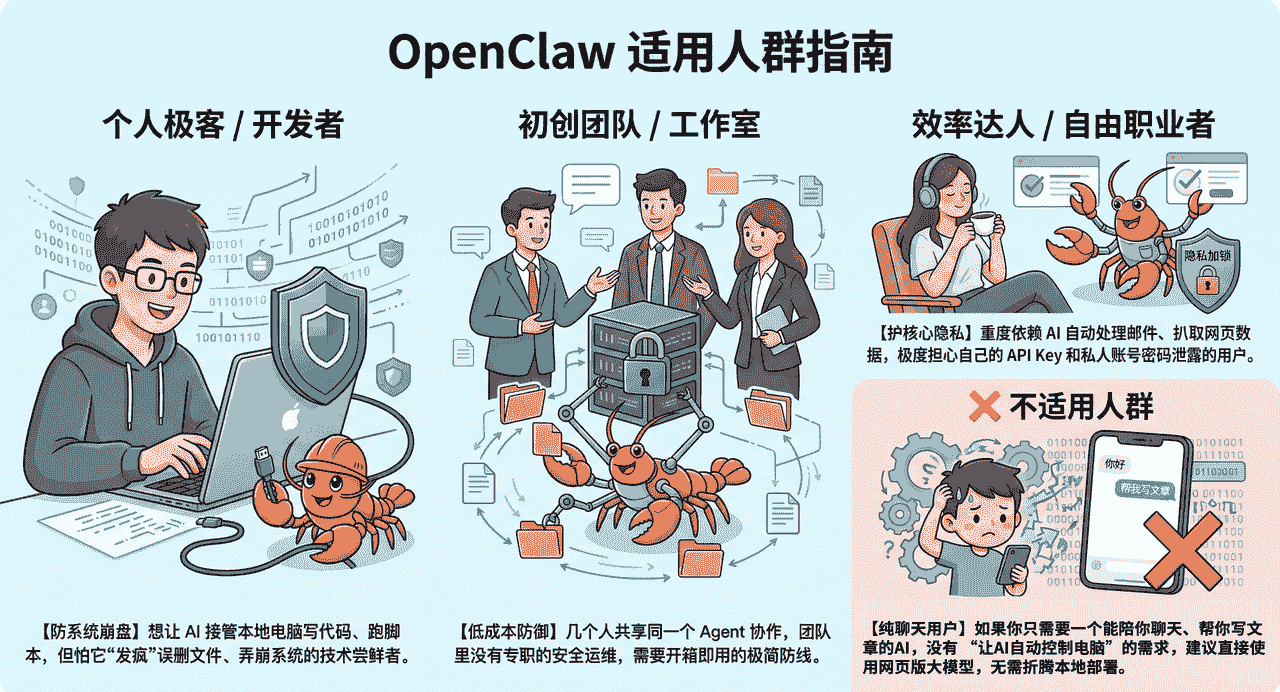 OpenClaw 适用人群指南
个人极客 / 开发者
001010
0101001
01001100
1001010101010
01010101010
00101
0101110
01101010
100101110
【防系统崩盘】想让 AI 接管本地电脑写代码、跑脚
本，但怕它“发疯”误删文件、弄崩系统的技术尝鲜者。
初创团队 / 工作室
【低成本防御】几个人共享同一个 Agent 协作，团队
里没有专职的安全运维，需要开箱即用的极简防线。
效率达人 / 自由职业者
隐私加锁
【护核心隐私】重度依赖 AI 自动处理邮件、扒取网页数
据，极度担心自己的 API Key 和私人账号密码泄露的用户。
不适用人群
?
你好
帮我写文章
01100001
【纯聊天用户】如果你只需要一个能陪你聊天、帮你写文
章的AI，没有 “让AI自动控制电脑” 的需求，建议直接使
用网页版大模型，无需折腾本地部署。